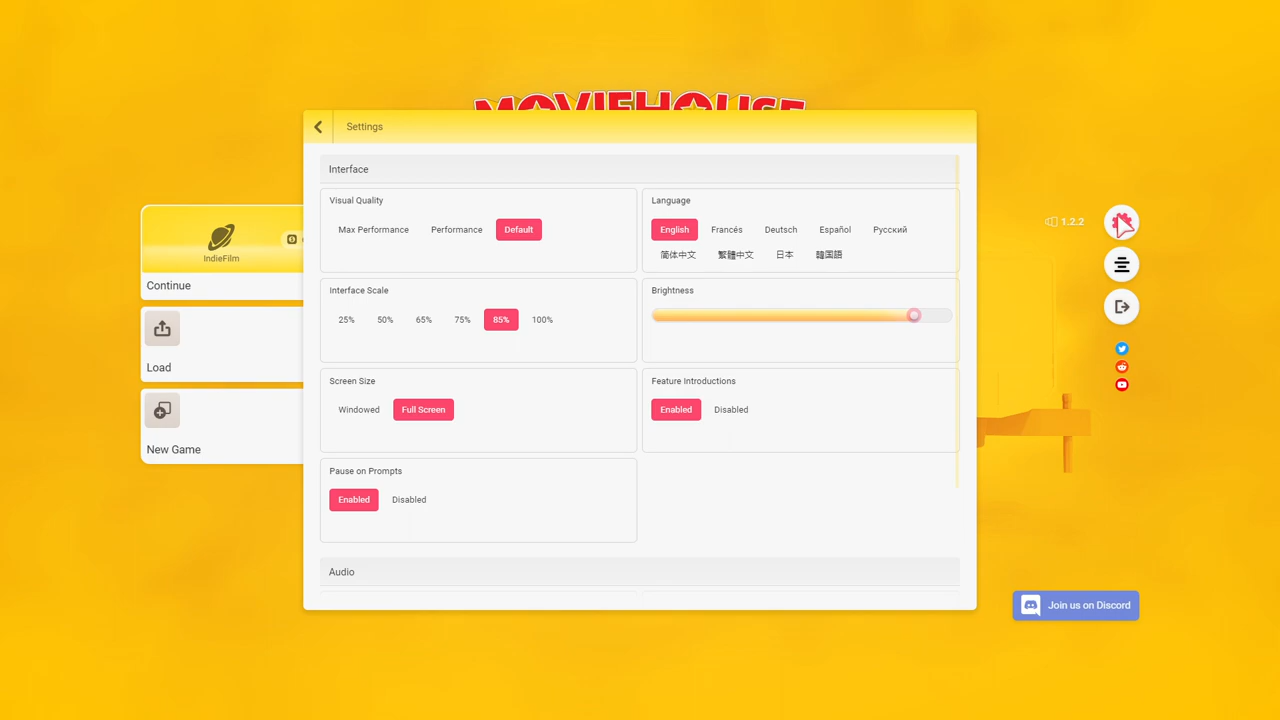 MOVIEHOUSE
Settings
Interface
Visual Quality
Max Performance Performance Default
Language
English Francés Deutsch Español Русский
简体中文 繁體中文 日本 韓国語
Interface Scale
25% 50% 65% 75% 85% 100%
Brightness
Screen Size
Windowed Full Screen
Feature Introductions
Enabled Disabled
Pause on Prompts
Enabled Disabled
Audio
IndieFilm
Continue
Load
New Game
1.2.2
Join us on Discord